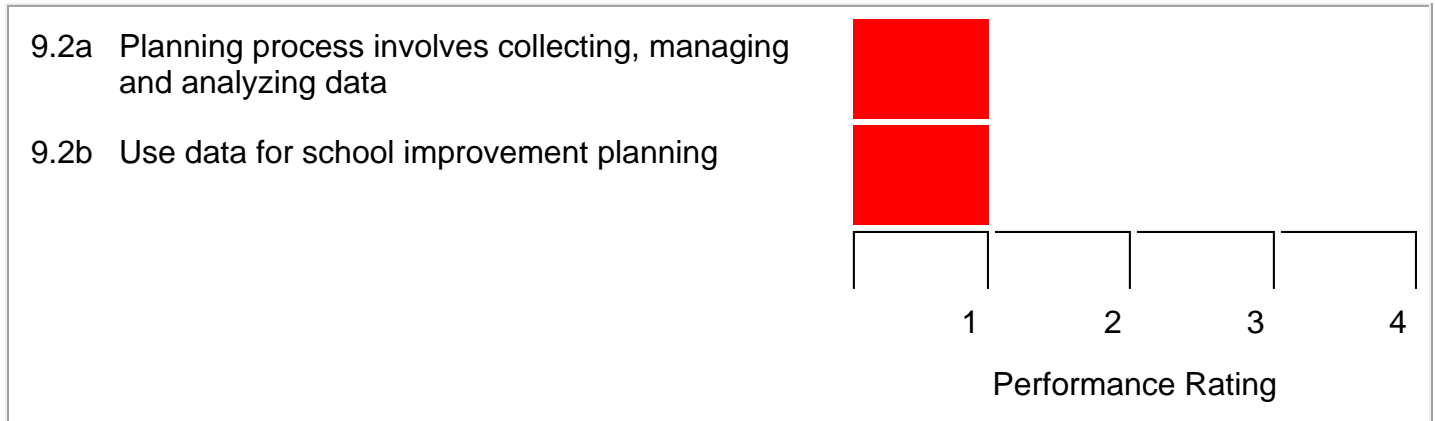 9.2a Planning process involves collecting, managing
and analyzing data
9.2b Use data for school improvement planning
1 2 3 4
Performance Rating